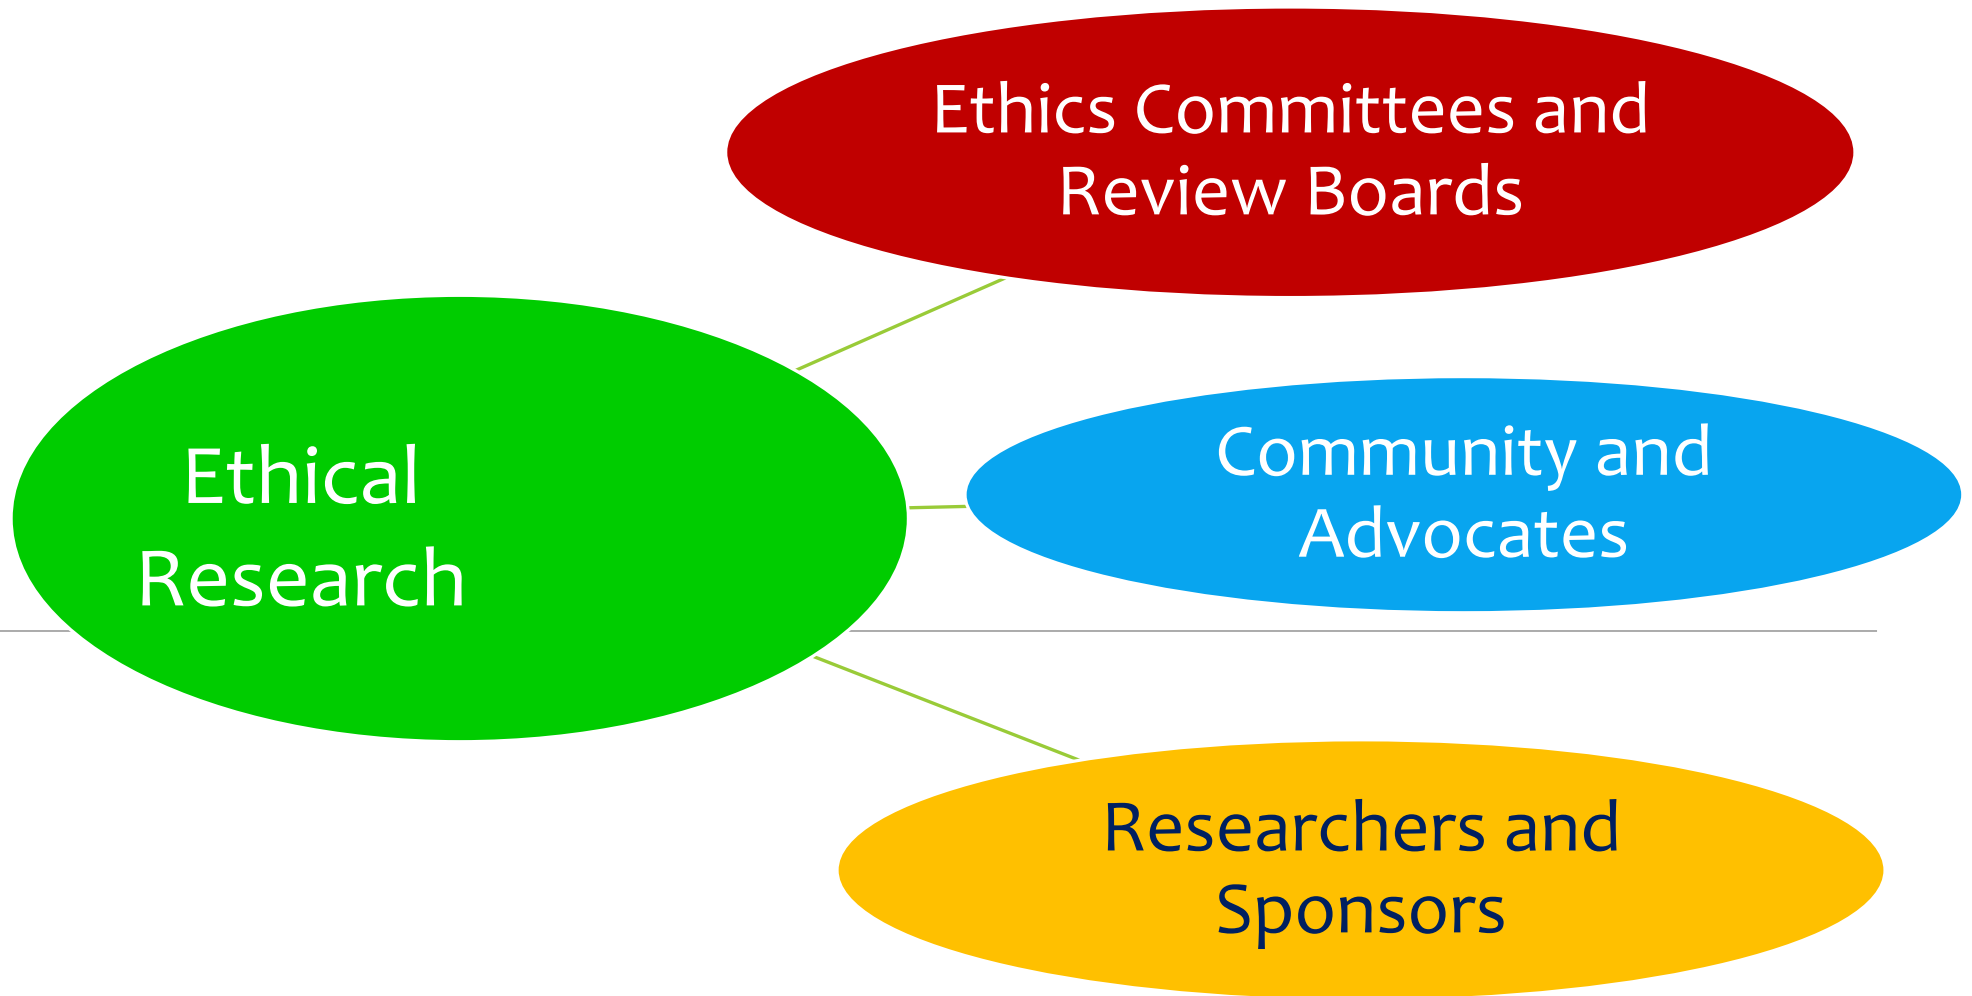 Ethics Committees and
Review Boards
Ethical
Research
Community and
Advocates
Researchers and
Sponsors